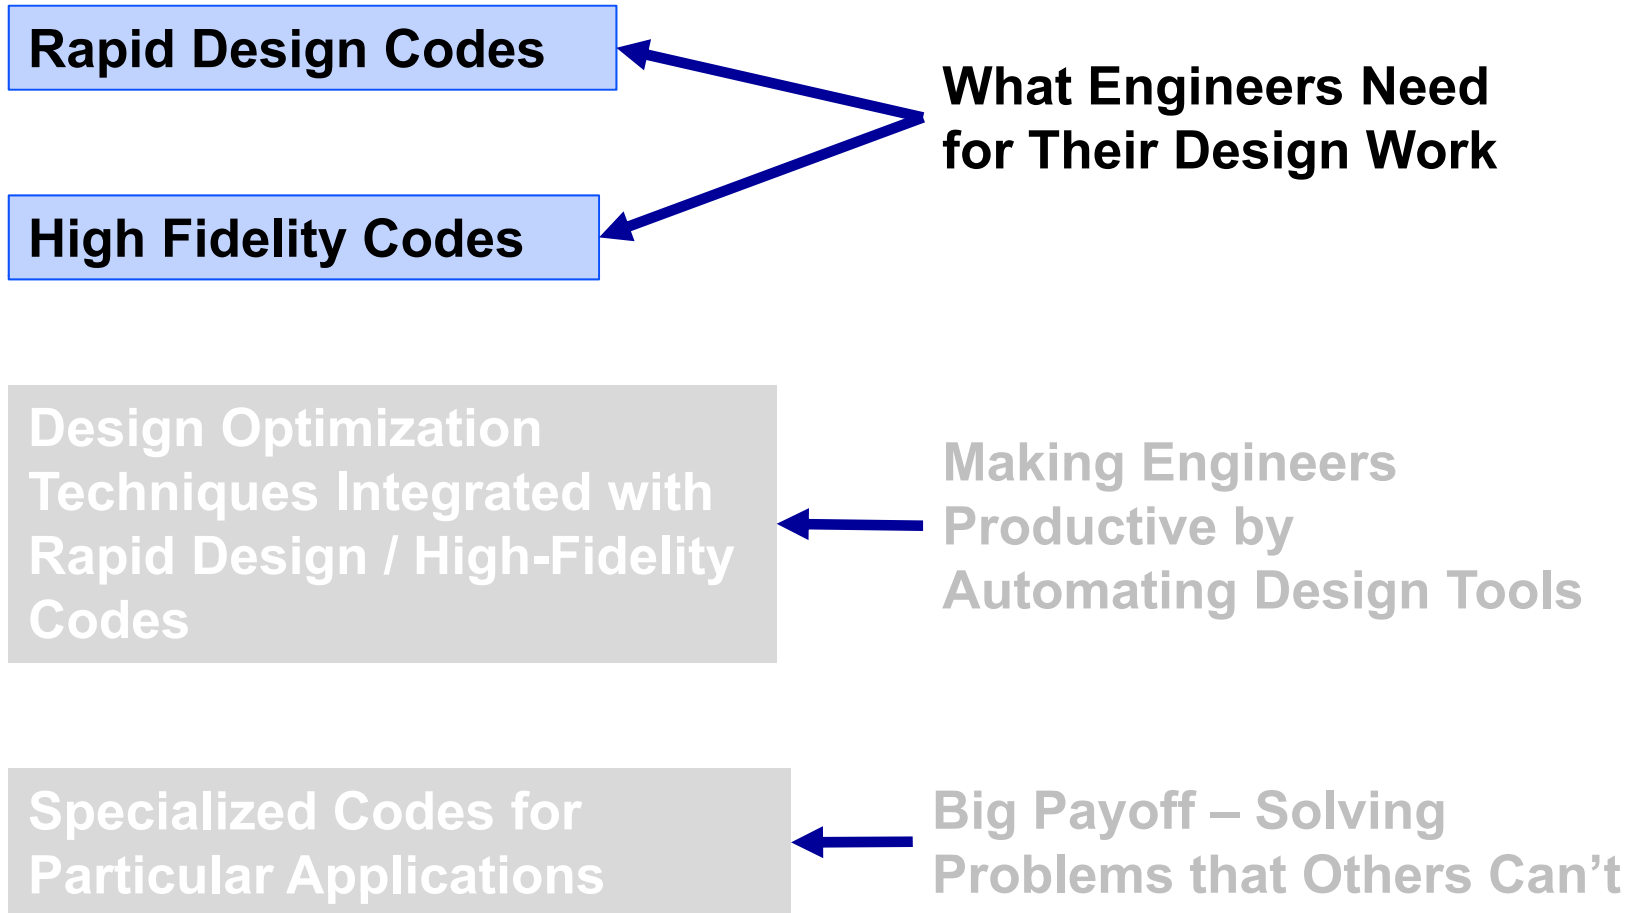 Rapid Design Codes
What Engineers Need
for Their Design Work
High Fidelity Codes
Design Optimization
Techniques Integrated with
Rapid Design / High-Fidelity
Codes
Making Engineers
Productive by
Automating Design Tools
Specialized Codes for
Particular Applications
Big Payoff – Solving
Problems that Others Can’t